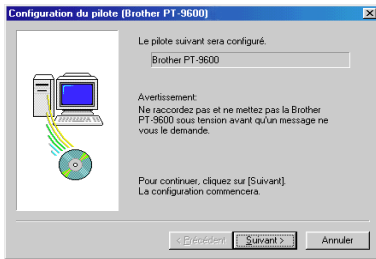 Configuration du pilote (Brother PT-9600)
Le pilote suivant sera configuré.
Brother PT-9600
Avertissement:
Ne raccordez pas et ne mettez pas la Brother
PT-9600 sous tension avant qu'un message ne
vous le demande.
Pour continuer, cliquez sur [Suivant].
La configuration commencera.
< Précédent
Suivant >
Annuler